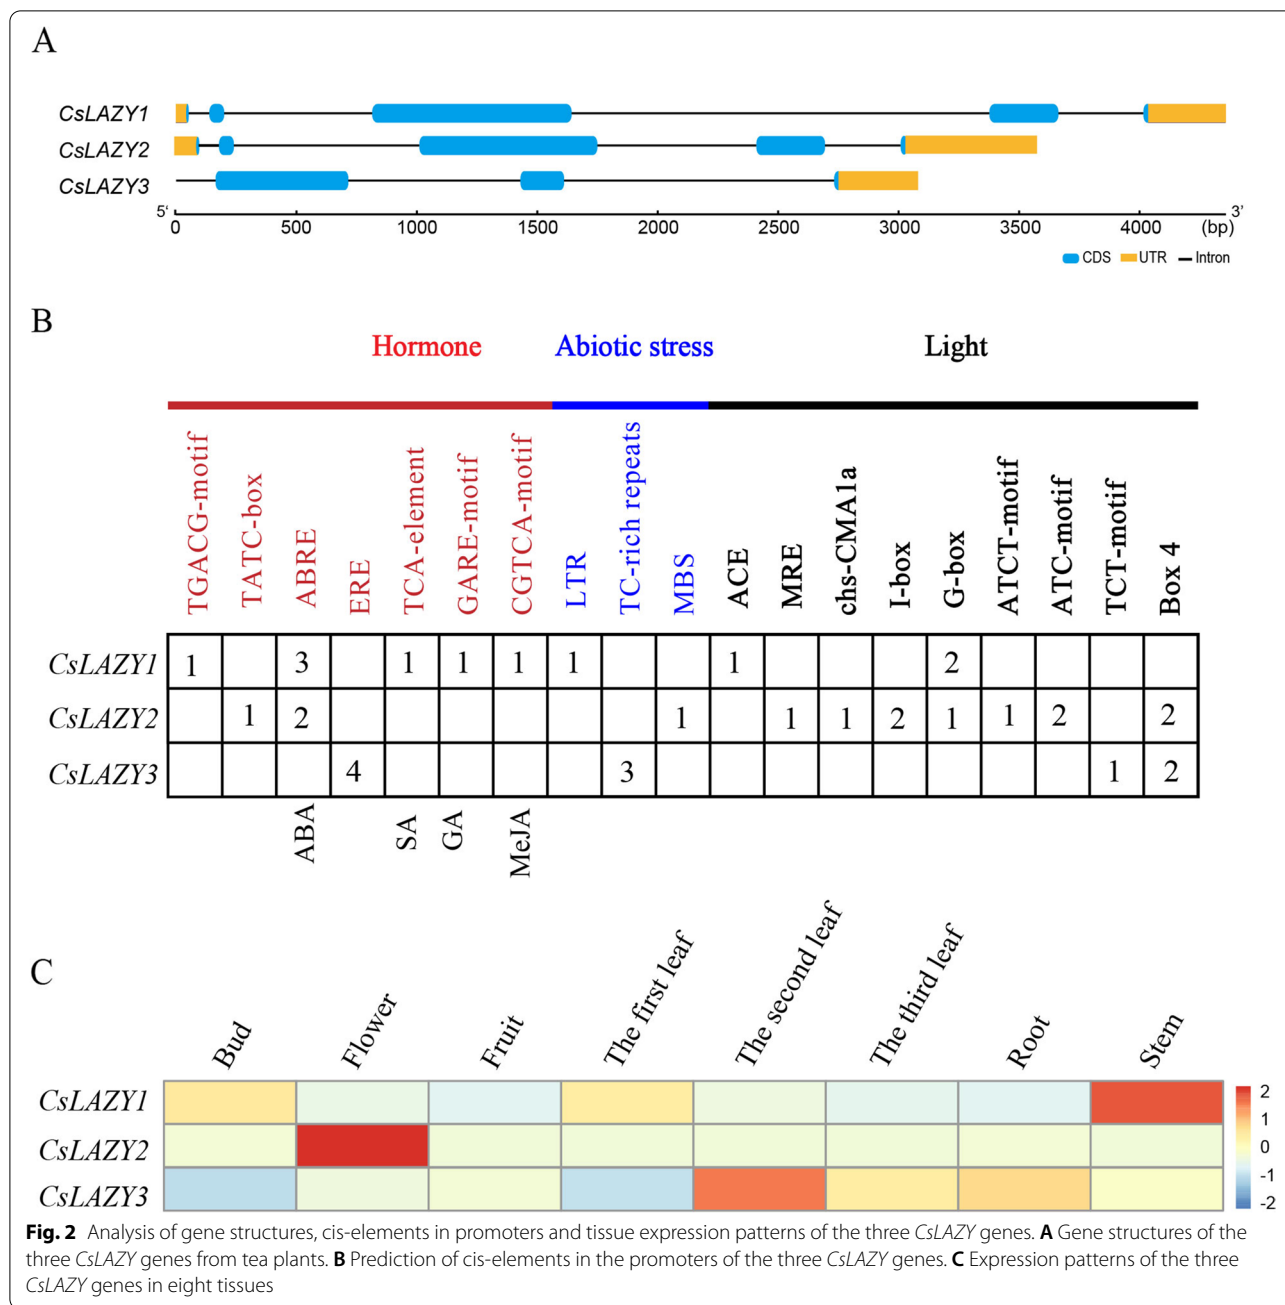 A
CsLAZY1
CsLAZY2
CsLAZY3
5‘ 3’
0 500 1000 1500 2000 2500 3000 3500 4000 (bp)
CDS UTR Intron
B
Hormone Abiotic stress Light
TGACG-motif TATC-box ABRE ERE TCA-element GARE-motif CGTCA-motif LTR TC-rich repeats MBS ACE MRE chs-CMA1a I-box G-box ATCT-motif ATC-motif TCT-motif Box 4
CsLAZY1 1 3 1 1 1 1 1 2
CsLAZY2 1 2 1 1 1 2 1 1 2 2
CsLAZY3 4 3 1 2
ABA SA GA MeJA
C
Bud Flower Fruit The first leaf The second leaf The third leaf Root Stem
CsLAZY1
CsLAZY2
CsLAZY3
2
1
0
-1
-2
Fig. 2 Analysis of gene structures, cis-elements in promoters and tissue expression patterns of the three CsLAZY genes. A Gene structures of the
three CsLAZY genes from tea plants. B Prediction of cis-elements in the promoters of the three CsLAZY genes. C Expression patterns of the three
CsLAZY genes in eight tissues